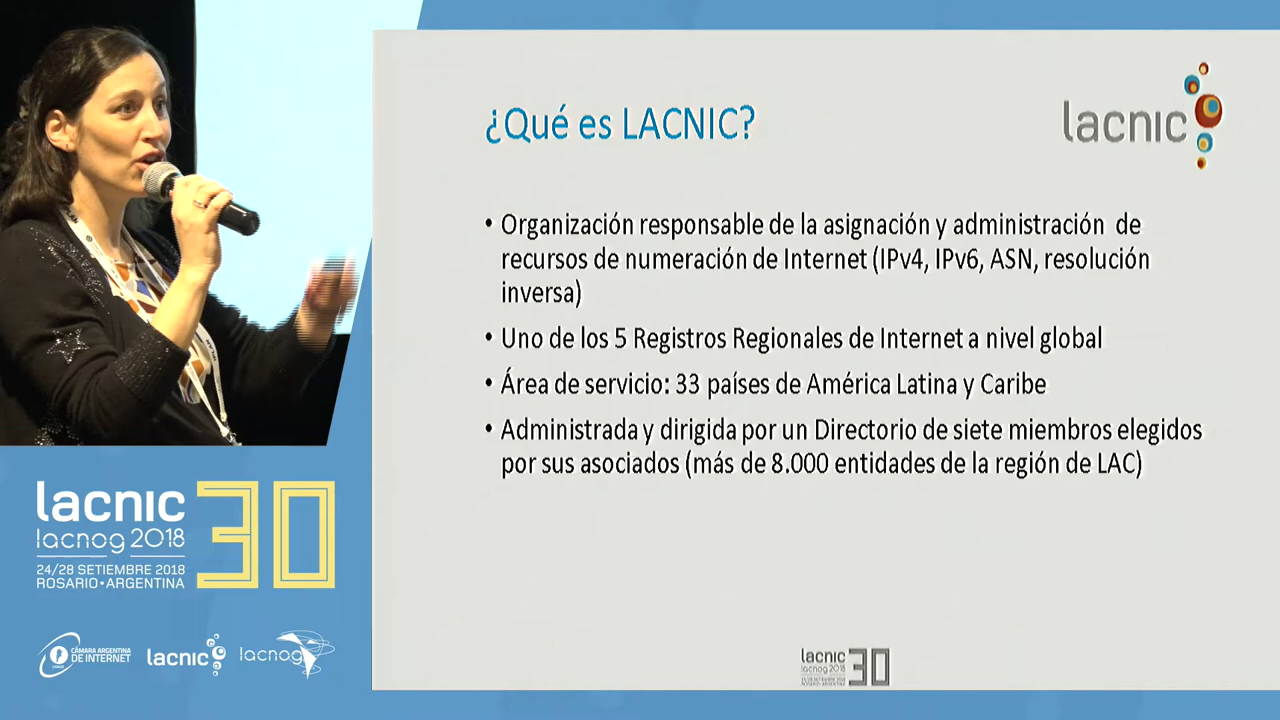 ¿Qué es LACNIC?
lacnic
• Organización responsable de la asignación y administración de
recursos de numeración de Internet (IPv4, IPv6, ASN, resolución
inversa)
• Uno de los 5 Registros Regionales de Internet a nivel global
• Área de servicio: 33 países de América Latina y Caribe
• Administrada y dirigida por un Directorio de siete miembros elegidos
por sus asociados (más de 8.000 entidades de la región de LAC)
lacnic 30
lacnog 2018
24/28 SETIEMBRE 2018
ROSARIO • ARGENTINA
CÁMARA ARGENTINA
DE INTERNET
lacnic
lacnog
lacnic 30
lacnog 2018